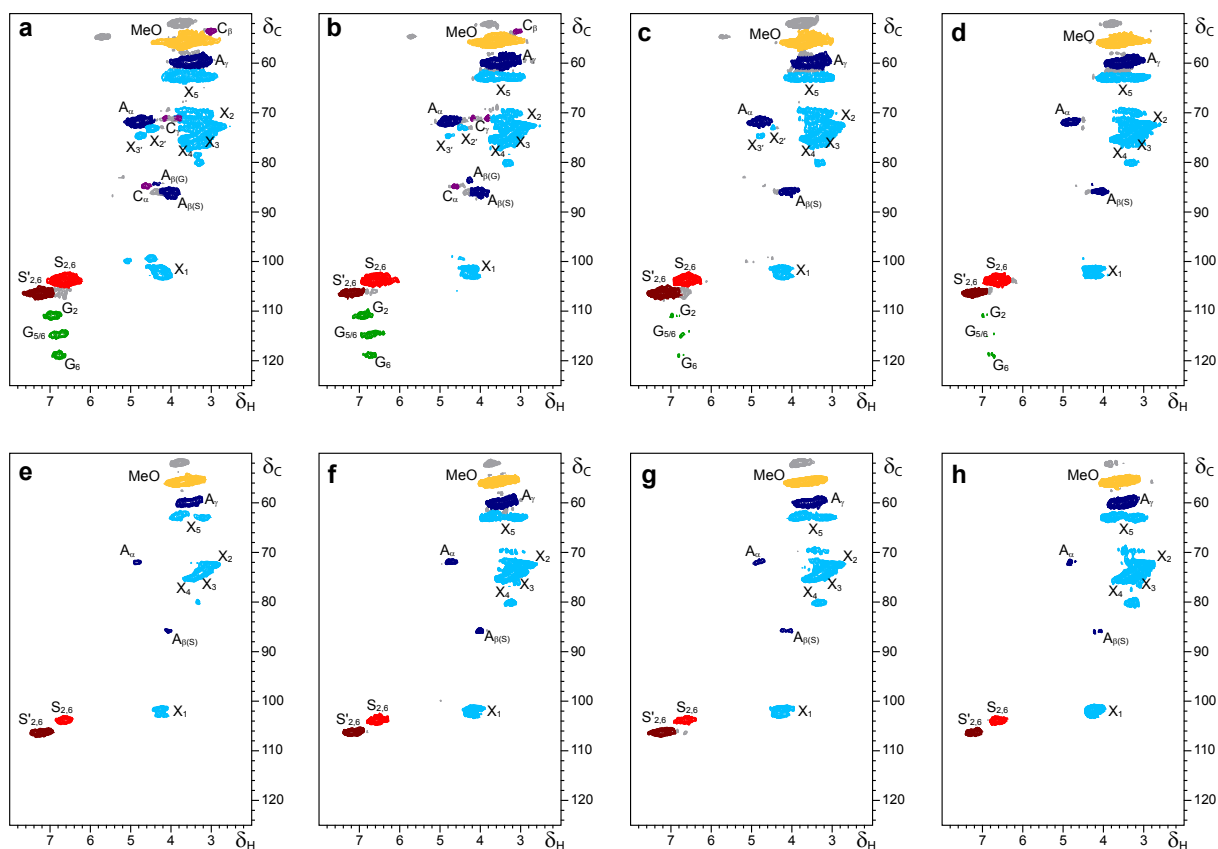 a
δC
MeO
Cβ
60
Aγ
X5
70
Aα
X2
Cγ
X3'
X2'
X4
X3
80
Aβ(G)
Cα
Aβ(S)
90
100
S2,6
X1
S'2,6
G2
110
G5/6
G6
120
7 6 5 4 3 δH
b
δC
MeO
Cβ
60
Aγ
X5
70
Aα
X2
Cγ
X3'
X2'
X4
X3
80
Aβ(G)
Cα
Aβ(S)
90
100
S2,6
X1
S'2,6
G2
110
G5/6
G6
120
7 6 5 4 3 δH
c
δC
MeO
60
Aγ
X5
70
Aα
X2
X3'
X2'
X4
X3
80
Aβ(S)
90
100
S2,6
X1
S'2,6
G2
110
G5/6
G6
120
7 6 5 4 3 δH
d
δC
MeO
60
Aγ
X5
70
Aα
X2
X3
X4
80
Aβ(S)
90
100
S2,6
X1
S'2,6
G2
110
G5/6
G6
120
7 6 5 4 3 δH
e
δC
MeO
60
Aγ
X5
70
Aα
X2
X3
X4
80
Aβ(S)
90
100
S2,6
X1
S'2,6
110
120
7 6 5 4 3 δH
f
δC
MeO
60
Aγ
X5
70
Aα
X2
X3
X4
80
Aβ(S)
90
100
S2,6
X1
S'2,6
110
120
7 6 5 4 3 δH
g
δC
MeO
60
Aγ
X5
70
Aα
X2
X3
X4
80
Aβ(S)
90
100
S2,6
X1
S'2,6
110
120
7 6 5 4 3 δH
h
δC
MeO
60
Aγ
X5
70
Aα
X2
X3
X4
80
Aβ(S)
90
100
S2,6
X1
S'2,6
110
120
7 6 5 4 3 δH